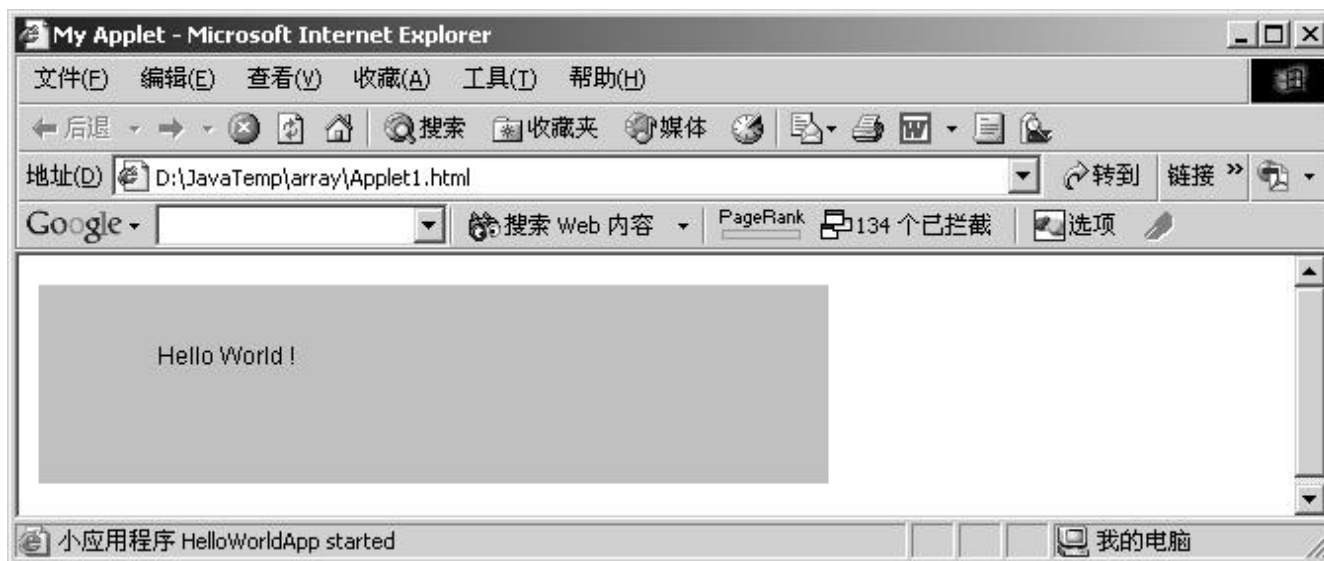 My Applet - Microsoft Internet Explorer
文件(F) 编辑(E) 查看(V) 收藏(A) 工具(T) 帮助(H)
后退 搜索 收藏夹 媒体
地址(D) D:\JavaTemp\array\Applet1.html 转到 链接 »
Google 搜索 Web 内容 PageRank 134 个已拦截 选项
Hello World !
小应用程序 HelloWorldApp started 我的电脑